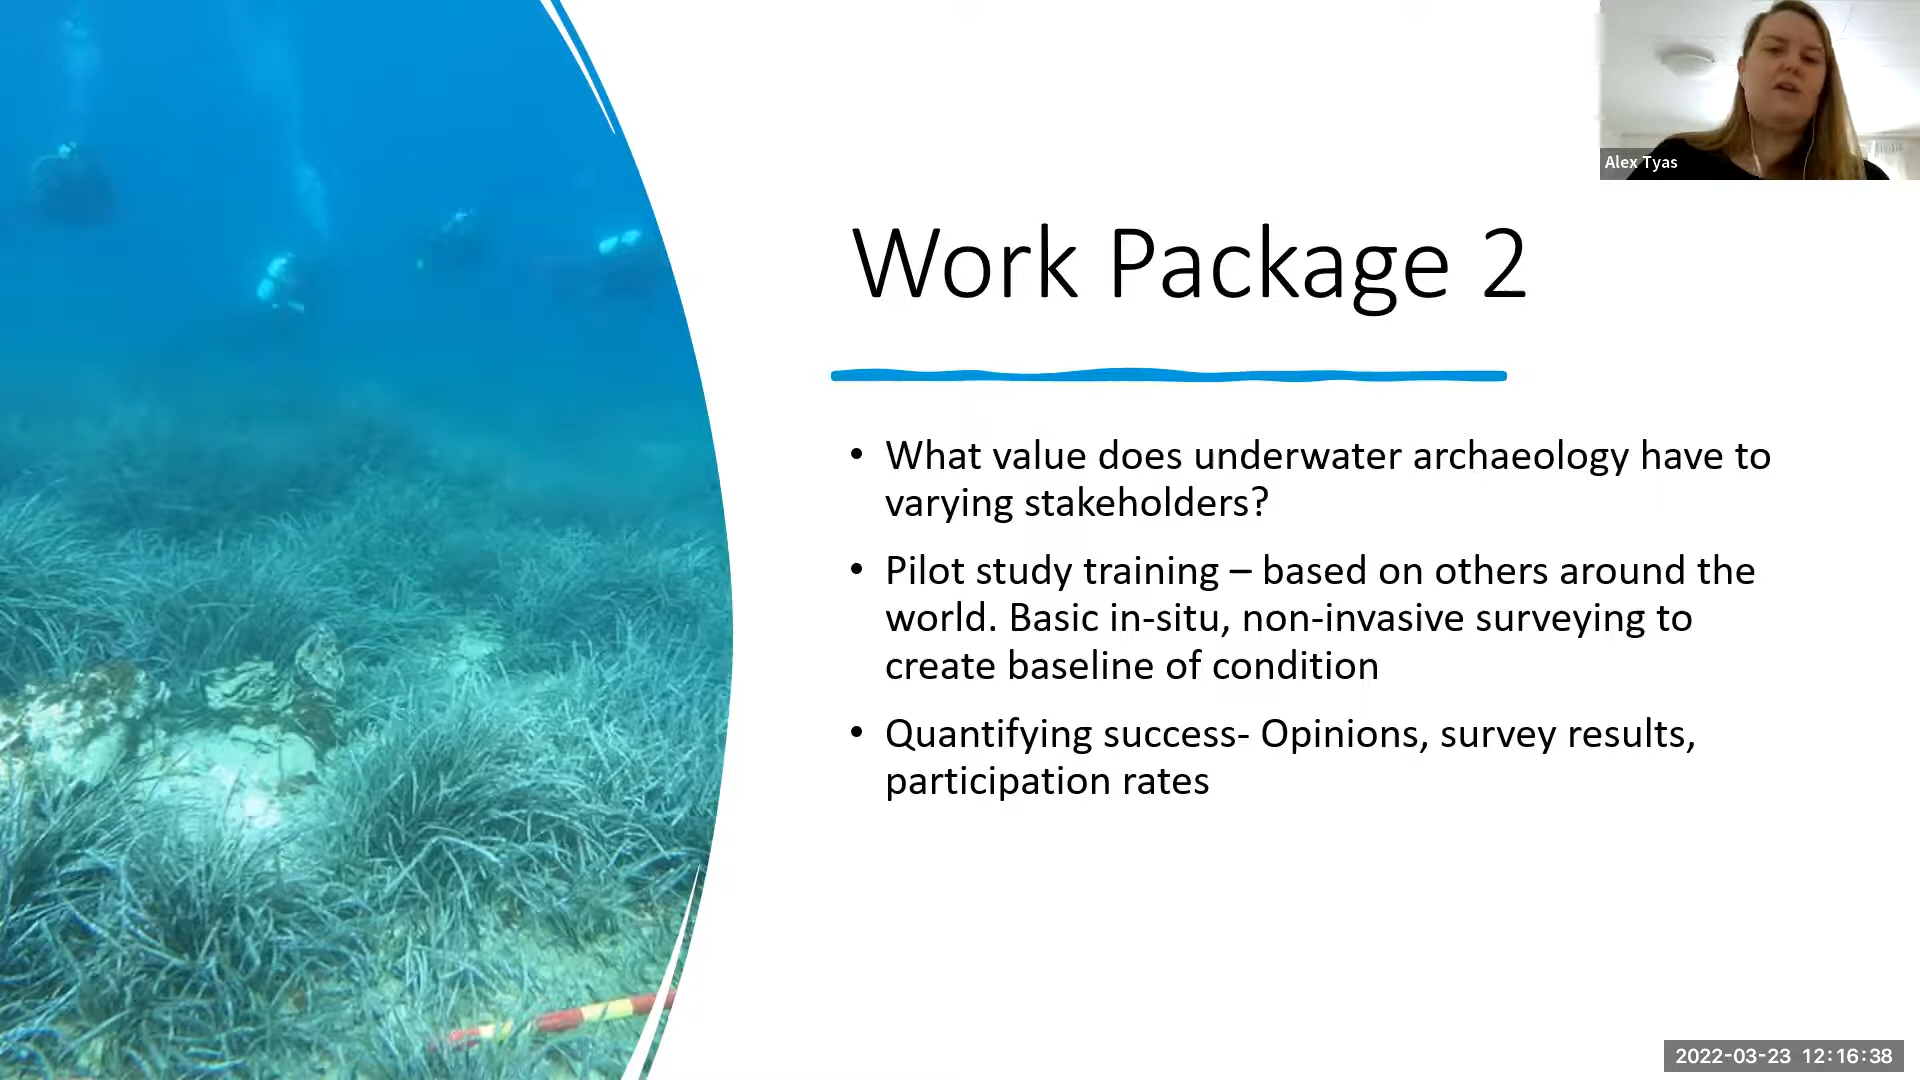 Alex Tyas
Work Package 2
• What value does underwater archaeology have to
varying stakeholders?
• Pilot study training – based on others around the
world. Basic in-situ, non-invasive surveying to
create baseline of condition
• Quantifying success- Opinions, survey results,
participation rates
2022-03-23 12:16:38